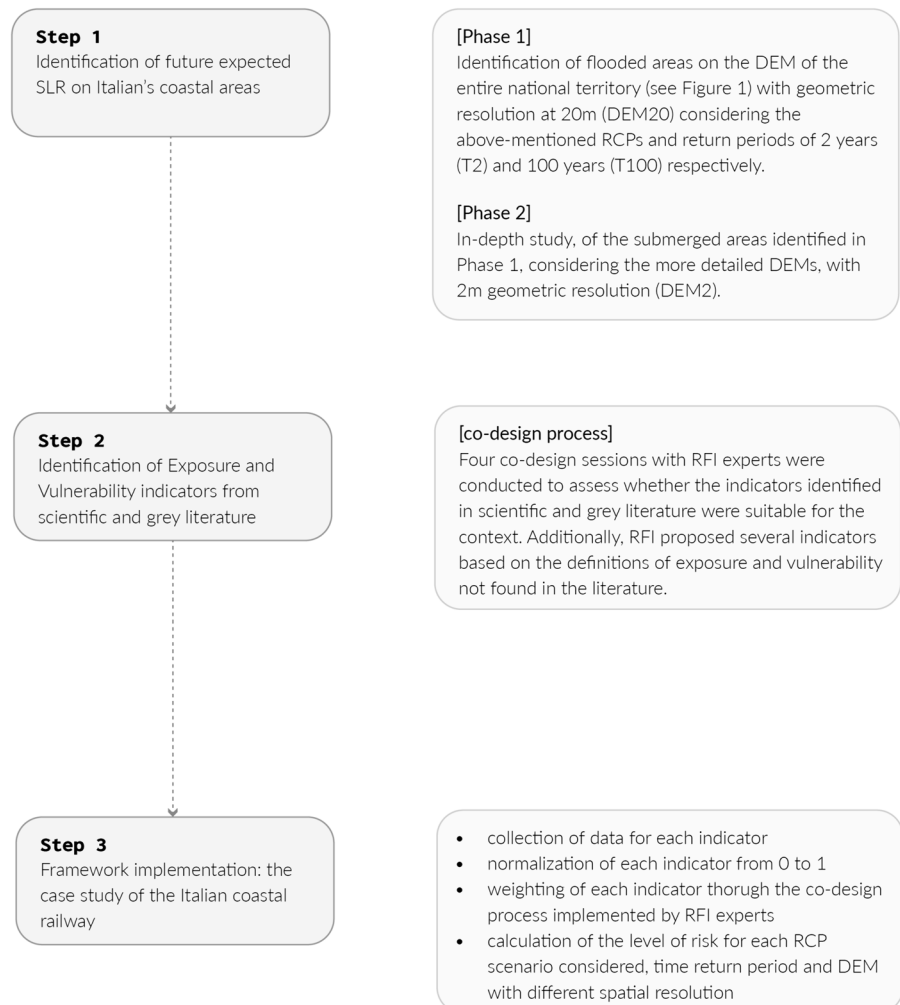 Step 1
Identification of future expected
SLR on Italian's coastal areas
[Phase 1]
Identification of flooded areas on the DEM of the
entire national territory (see Figure 1) with geometric
resolution at 20m (DEM20) considering the
above-mentioned RCPs and return periods of 2 years
(T2) and 100 years (T100) respectively.
[Phase 2]
In-depth study, of the submerged areas identified in
Phase 1, considering the more detailed DEMs, with
2m geometric resolution (DEM2).
Step 2
Identification of Exposure and
Vulnerability indicators from
scientific and grey literature
[co-design process]
Four co-design sessions with RFI experts were
conducted to assess whether the indicators identified
in scientific and grey literature were suitable for the
context. Additionally, RFI proposed several indicators
based on the definitions of exposure and vulnerability
not found in the literature.
Step 3
Framework implementation: the
case study of the Italian coastal
railway
• collection of data for each indicator
• normalization of each indicator from 0 to 1
• weighting of each indicator thorugh the co-design
process implemented by RFI experts
• calculation of the level of risk for each RCP
scenario considered, time return period and DEM
with different spatial resolution